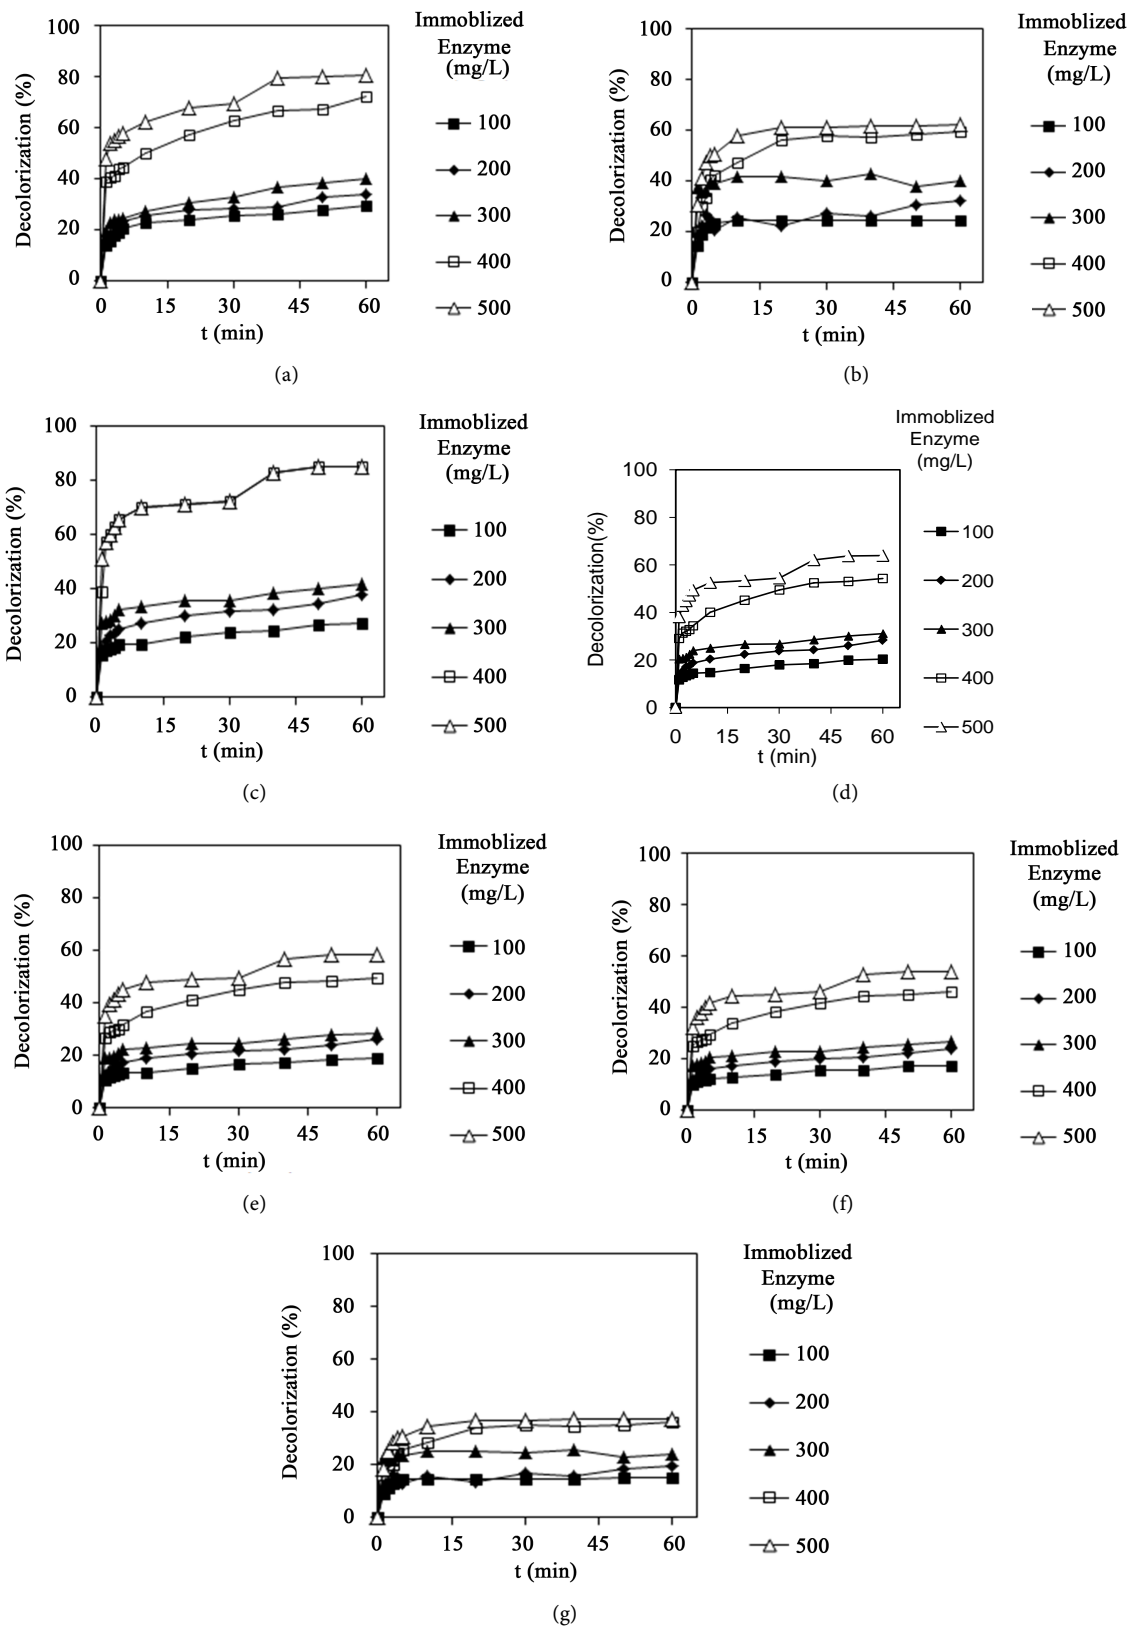 Immoblized
Enzyme
(mg/L)
100
80
60
40
20
0
Decolorization (%)
0 15 30 45 60
t (min)
100
200
300
400
500
(a)
Immoblized
Enzyme
(mg/L)
100
80
60
40
20
0
Decolorization (%)
0 15 30 45 60
t (min)
100
200
300
400
500
(b)
Immoblized
Enzyme
(mg/L)
100
80
60
40
20
0
Decolorization (%)
0 15 30 45 60
t (min)
100
200
300
400
500
(c)
Immoblized
Enzyme
(mg/L)
100
80
60
40
20
0
Decolorization(%)
0 15 30 45 60
t (min)
100
200
300
400
500
(d)
Immoblized
Enzyme
(mg/L)
100
80
60
40
20
0
Decolorization (%)
0 15 30 45 60
t (min)
100
200
300
400
500
(e)
Immoblized
Enzyme
(mg/L)
100
80
60
40
20
0
Decolorization (%)
0 15 30 45 60
t (min)
100
200
300
400
500
(f)
Immoblized
Enzyme
(mg/L)
100
80
60
40
20
0
Decolorization (%)
0 15 30 45 60
t (min)
100
200
300
400
500
(g)